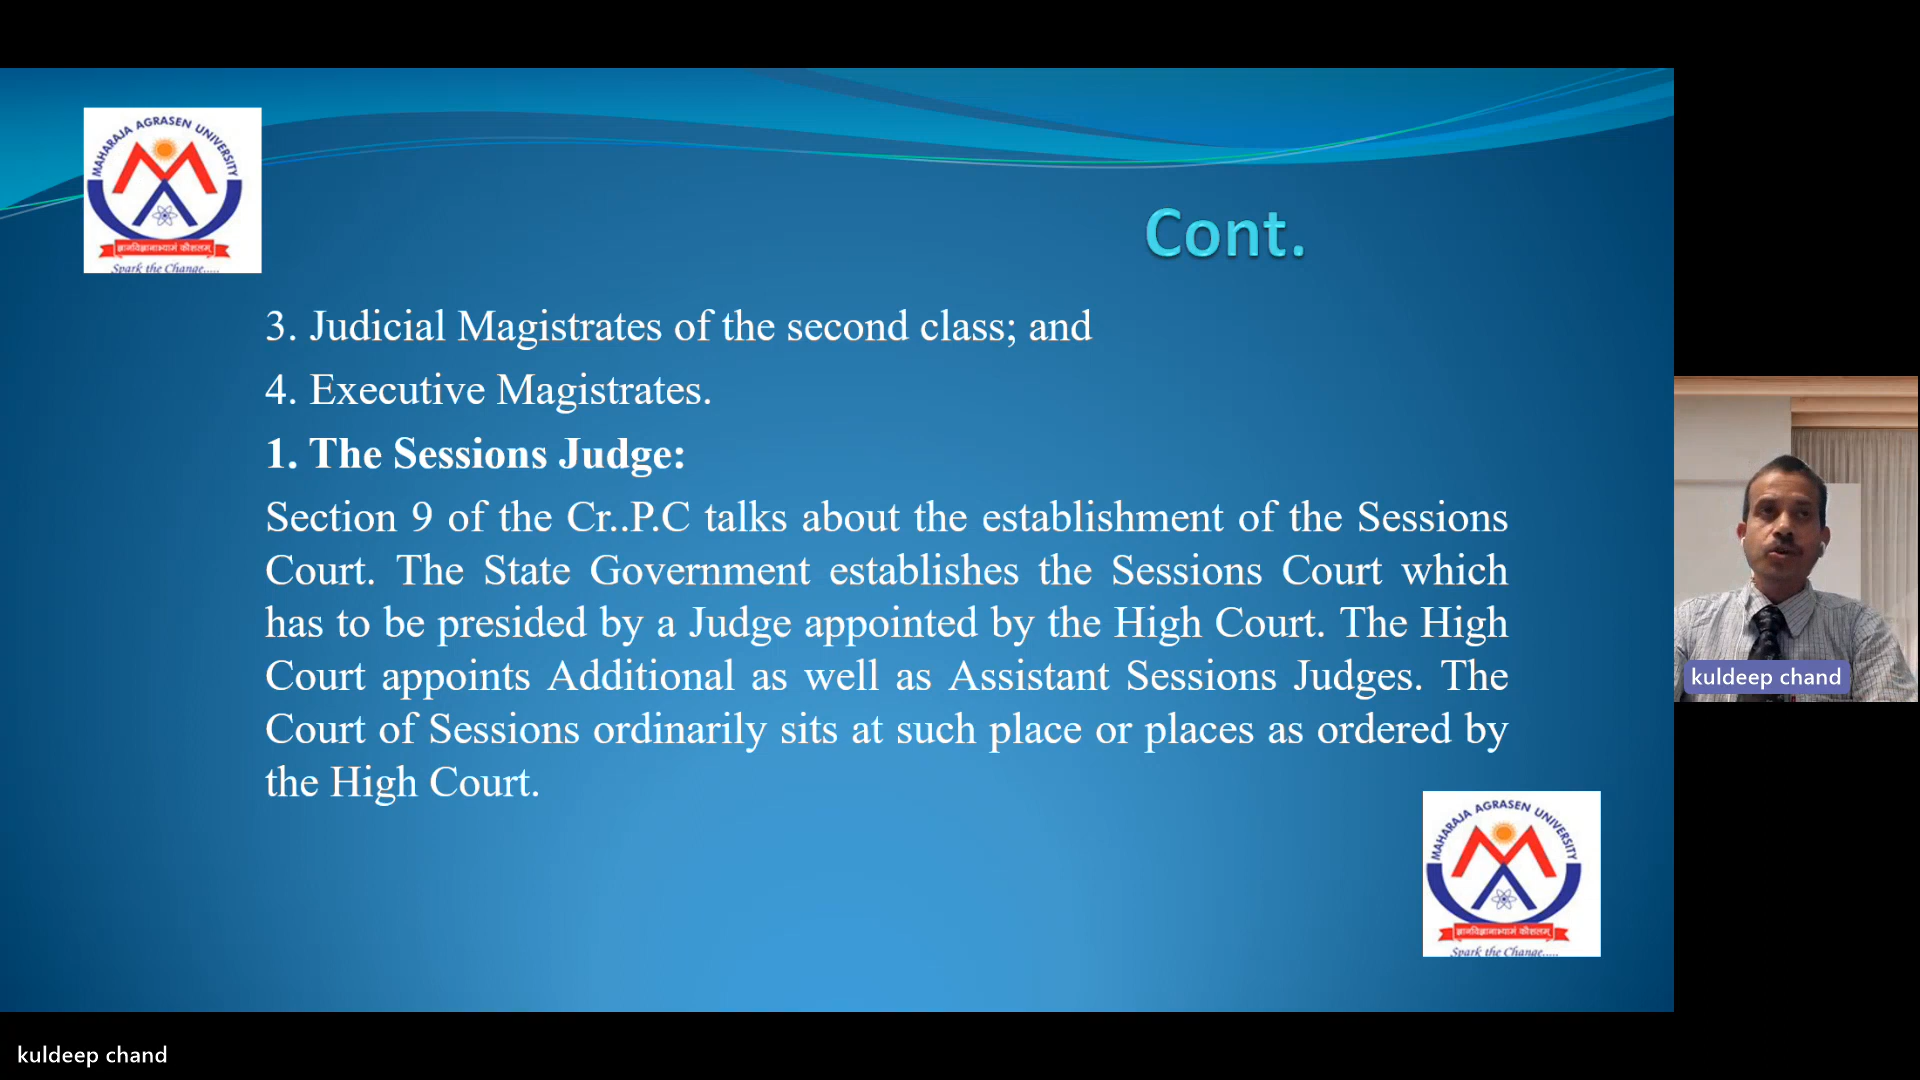 MAHARAJA AGRASEN UNIVERSITY
ज्ञानविज्ञानाभ्यामं कौशलम्
Spark the Change.....
Cont.
3. Judicial Magistrates of the second class; and
4. Executive Magistrates.
1. The Sessions Judge:
Section 9 of the Cr..P.C talks about the establishment of the Sessions
Court. The State Government establishes the Sessions Court which
has to be presided by a Judge appointed by the High Court. The High
Court appoints Additional as well as Assistant Sessions Judges. The
Court of Sessions ordinarily sits at such place or places as ordered by
the High Court.
kuldeep chand
MAHARAJA AGRASEN UNIVERSITY
ज्ञानविज्ञानाभ्यामं कौशलम्
Spark the Change.....
kuldeep chand